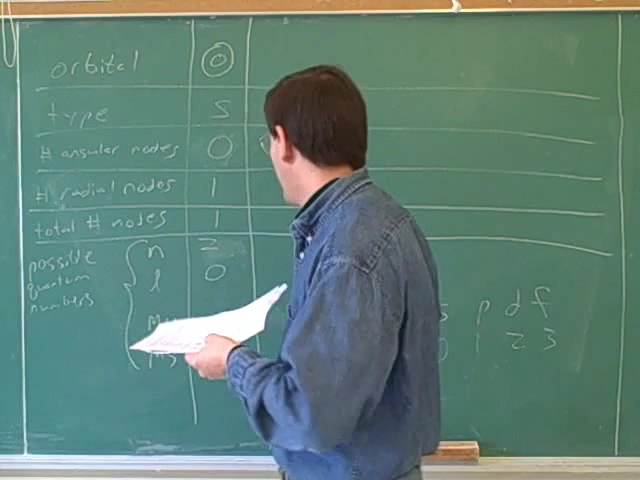 orbital
type S
# angular nodes 0
# radial nodes 1
total # nodes 1
possible quantum numbers
n 2
l 0
s p d f
0 1 2 3